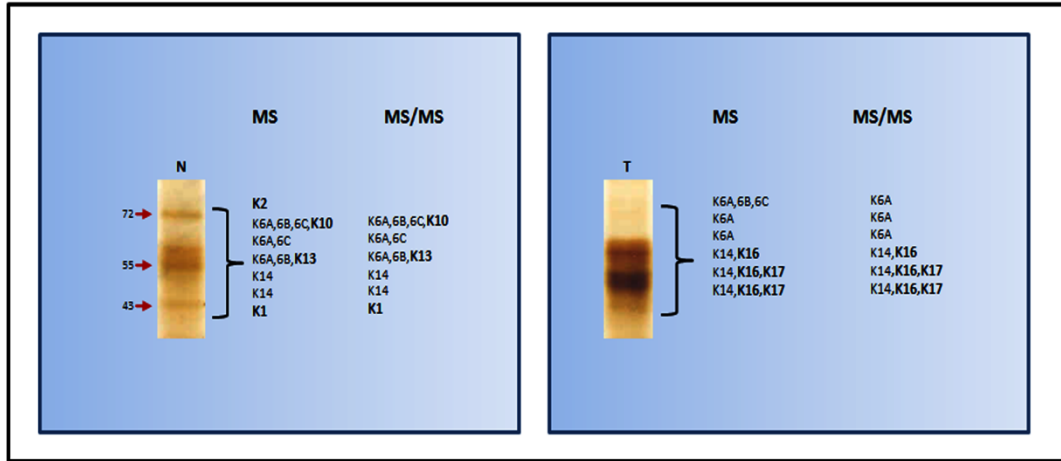 MS MS/MS
N
72
55
43
K2
K6A,6B,6C,K10 K6A,6B,6C,K10
K6A,6C K6A,6C
K6A,6B,K13 K6A,6B,K13
K14 K14
K14 K14
K1 K1
MS MS/MS
T
K6A,6B,6C K6A
K6A K6A
K6A K6A
K14,K16 K14,K16
K14,K16,K17 K14,K16,K17
K14,K16,K17 K14,K16,K17